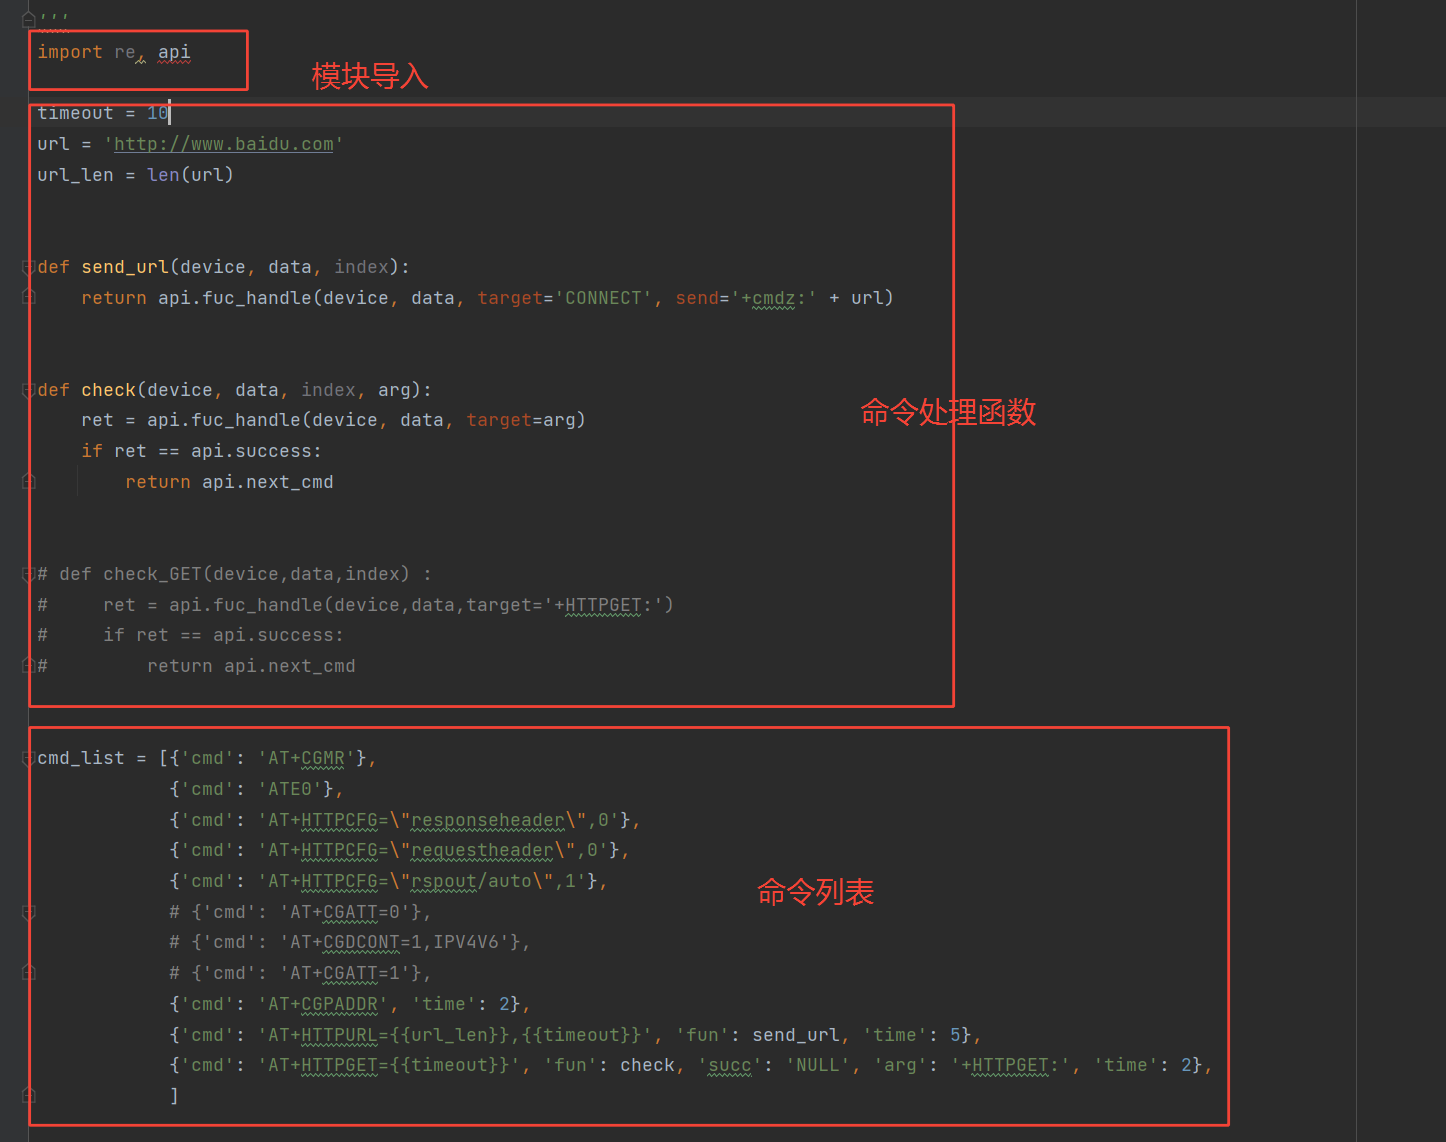 '''
import re, api
模块导入
timeout = 10
url = 'http://www.baidu.com'
url_len = len(url)
def send_url(device, data, index):
    return api.fuc_handle(device, data, target='CONNECT', send='+cmdz:' + url)
def check(device, data, index, arg):
    ret = api.fuc_handle(device, data, target=arg)
命令处理函数
    if ret == api.success:
        return api.next_cmd
# def check_GET(device,data,index) :
#     ret = api.fuc_handle(device,data,target='+HTTPGET:')
#     if ret == api.success:
#         return api.next_cmd
cmd_list = [{'cmd': 'AT+CGMR'},
            {'cmd': 'ATE0'},
            {'cmd': 'AT+HTTPCFG=\"responseheader\",0'},
            {'cmd': 'AT+HTTPCFG=\"requestheader\",0'},
            {'cmd': 'AT+HTTPCFG=\"rspout/auto\",1'},
命令列表
            # {'cmd': 'AT+CGATT=0'},
            # {'cmd': 'AT+CGDCONT=1,IPV4V6'},
            # {'cmd': 'AT+CGATT=1'},
            {'cmd': 'AT+CGPADDR', 'time': 2},
            {'cmd': 'AT+HTTPURL={{url_len}},{{timeout}}', 'fun': send_url, 'time': 5},
            {'cmd': 'AT+HTTPGET={{timeout}}', 'fun': check, 'succ': 'NULL', 'arg': '+HTTPGET:', 'time': 2},
            ]